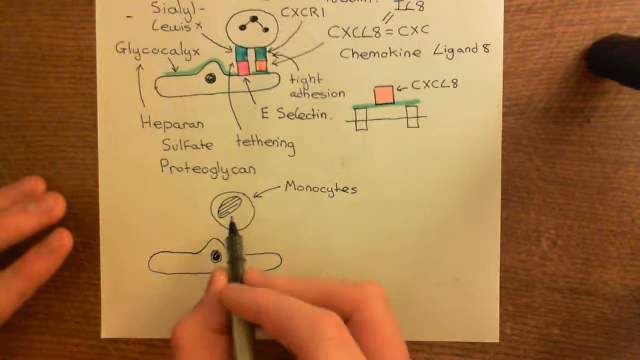 Sialyl-
Lewis x
CXCR1
IL8
CXCL8 = CXC
Chemokine Ligand 8
Glycocalyx
tight
adhesion
CXCL8
E Selectin.
Heparan
Sulfate
Proteoglycan
tethering
Monocytes